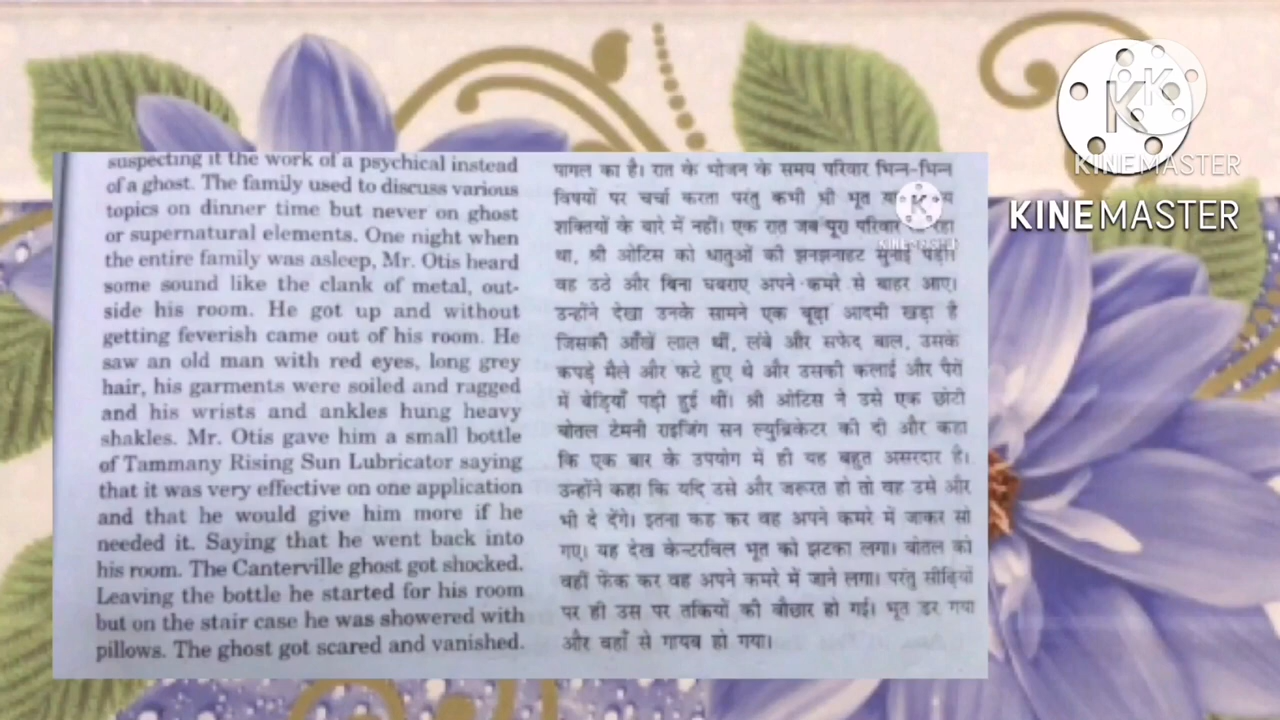 suspecting it the work of a psychical instead
of a ghost. The family used to discuss various
topics on dinner time but never on ghost
or supernatural elements. One night when
the entire family was asleep, Mr. Otis heard
some sound like the clank of metal, out-
side his room. He got up and without
getting feverish came out of his room. He
saw an old man with red eyes, long grey
hair, his garments were soiled and ragged
and his wrists and ankles hung heavy
shakles. Mr. Otis gave him a small bottle
of Tammany Rising Sun Lubricator saying
that it was very effective on one application
and that he would give him more if he
needed it. Saying that he went back into
his room. The Canterville ghost got shocked.
Leaving the bottle he started for his room
but on the stair case he was showered with
pillows. The ghost got scared and vanished.
पागल का है। रात के भोजन के समय परिवार भिन्न-भिन्न
विषयों पर चर्चा करता परंतु कभी भी भूत
शक्तियों के बारे में नहीं। एक रात जब पूरा परिवार रहा
था, श्री ओटिस को धातुओं की झनझनाहट सुनाई पड़ी।
वह उठे और बिना घबराए अपने कमरे से बाहर आए।
उन्होंने देखा उनके सामने एक बूढ़ा आदमी खड़ा है
जिसकी आँखें लाल थीं, लंबे और सफेद बाल, उसके
कपड़े मैले और फटे हुए थे और उसकी कलाई और पैरों
में बेड़ियाँ पड़ी हुई थीं। श्री ओटिस ने उसे एक छोटी
बोतल टेमनी राइजिंग सन ल्युब्रिकेटर की दी और कहा
कि एक बार के उपयोग में ही यह बहुत असरदार है।
उन्होंने कहा कि यदि उसे और जरूरत हो तो वह उसे और
भी दे देंगे। इतना कह कर वह अपने कमरे में जाकर सो
गए। यह देख केन्टरविल भूत को झटका लगा। बोतल को
वहीं फेंक कर वह अपने कमरे में जाने लगा। परंतु सीढ़ियों
पर ही उस पर तकियों की बौछार हो गई। भूत डर गया
और वहाँ से गायब हो गया।
KINEMASTER
KINEMASTER